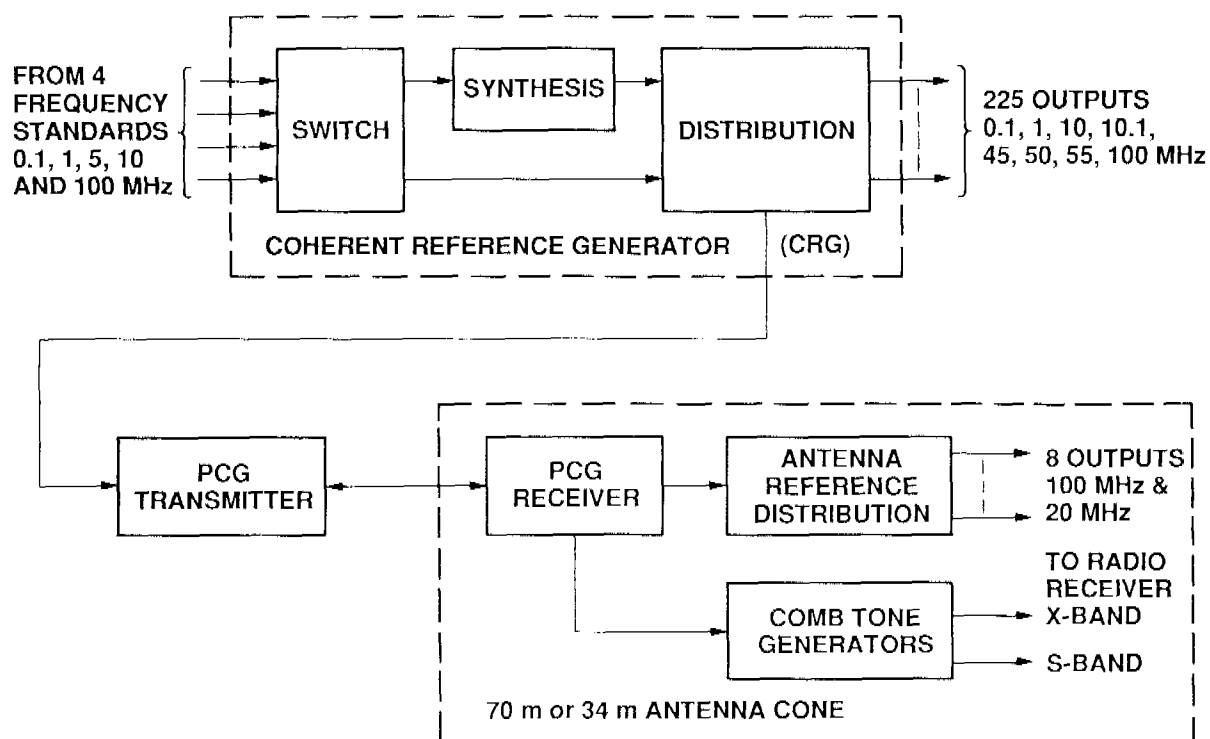 FROM 4
FREQUENCY
STANDARDS
0.1, 1, 5, 10
AND 100 MHz
SWITCH
SYNTHESIS
DISTRIBUTION
225 OUTPUTS
0.1, 1, 10, 10.1,
45, 50, 55, 100 MHz
COHERENT REFERENCE GENERATOR (CRG)
PCG
TRANSMITTER
PCG
RECEIVER
ANTENNA
REFERENCE
DISTRIBUTION
8 OUTPUTS
100 MHz &
20 MHz
COMB TONE
GENERATORS
TO RADIO
RECEIVER
X-BAND
S-BAND
70 m or 34 m ANTENNA CONE